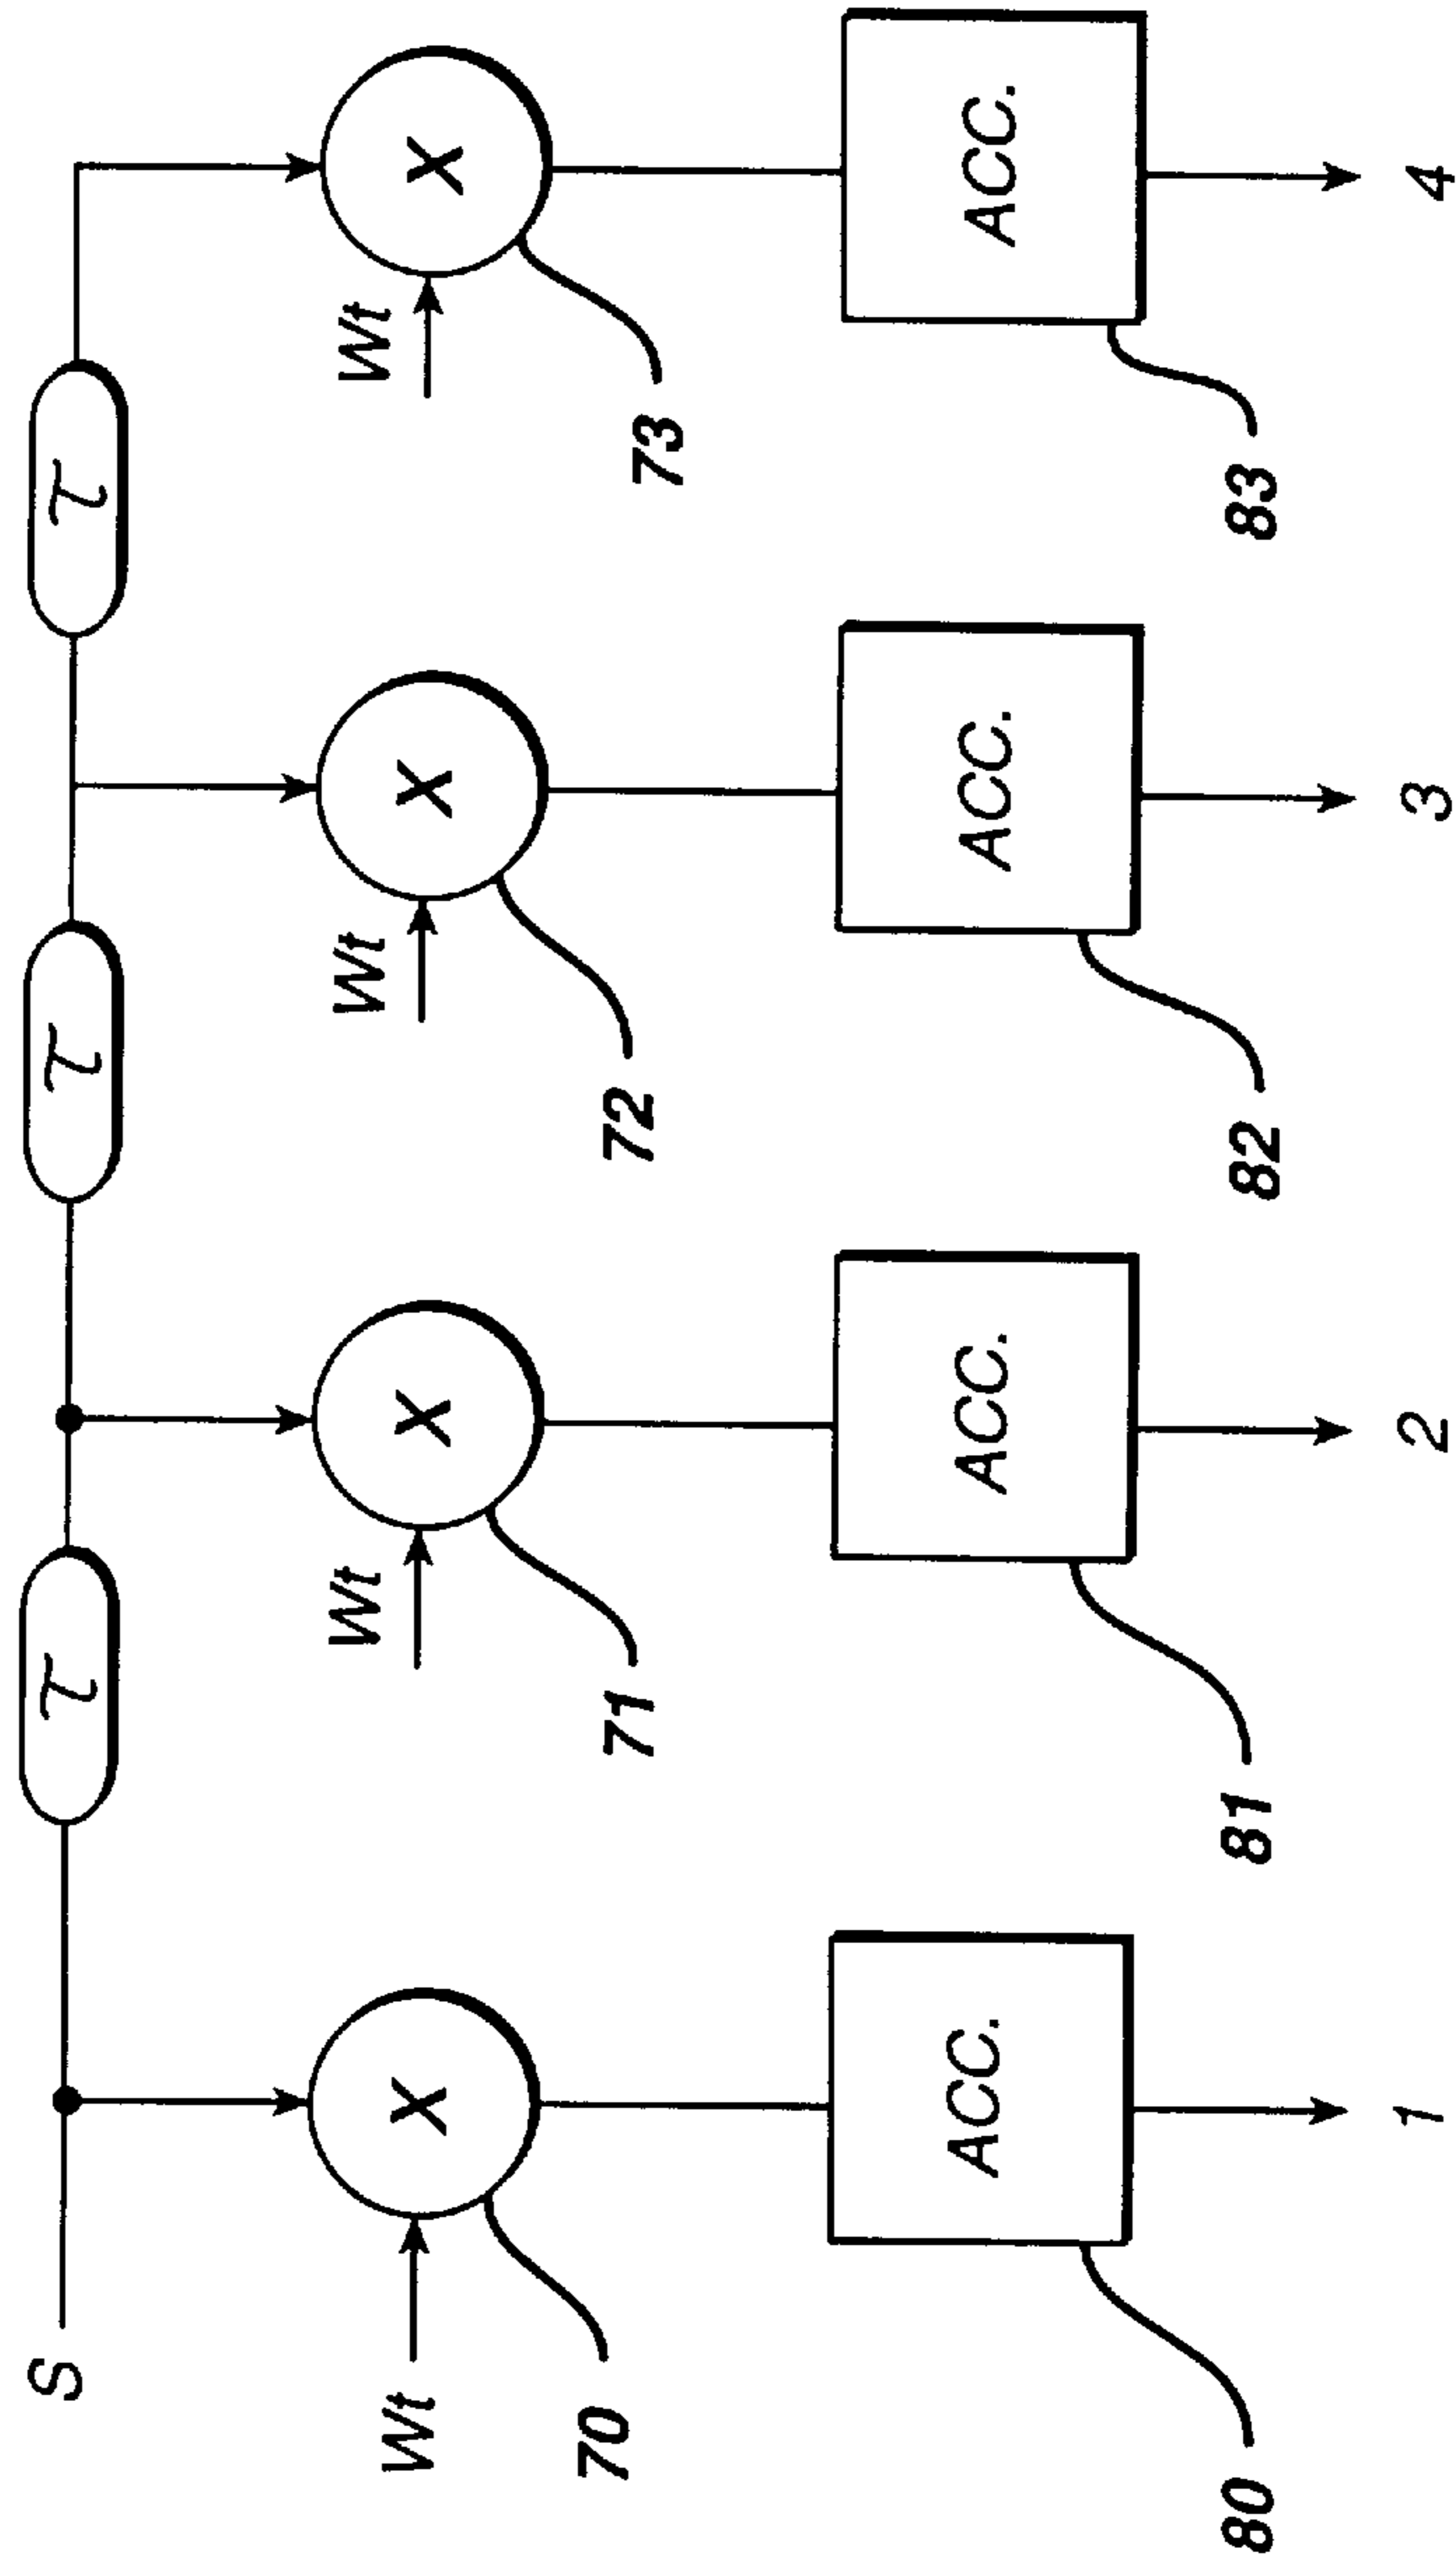 S
τ
τ
τ
Wt
X
Wt
X
Wt
X
Wt
X
70
71
72
73
ACC.
ACC.
ACC.
ACC.
80
81
82
83
1
2
3
4